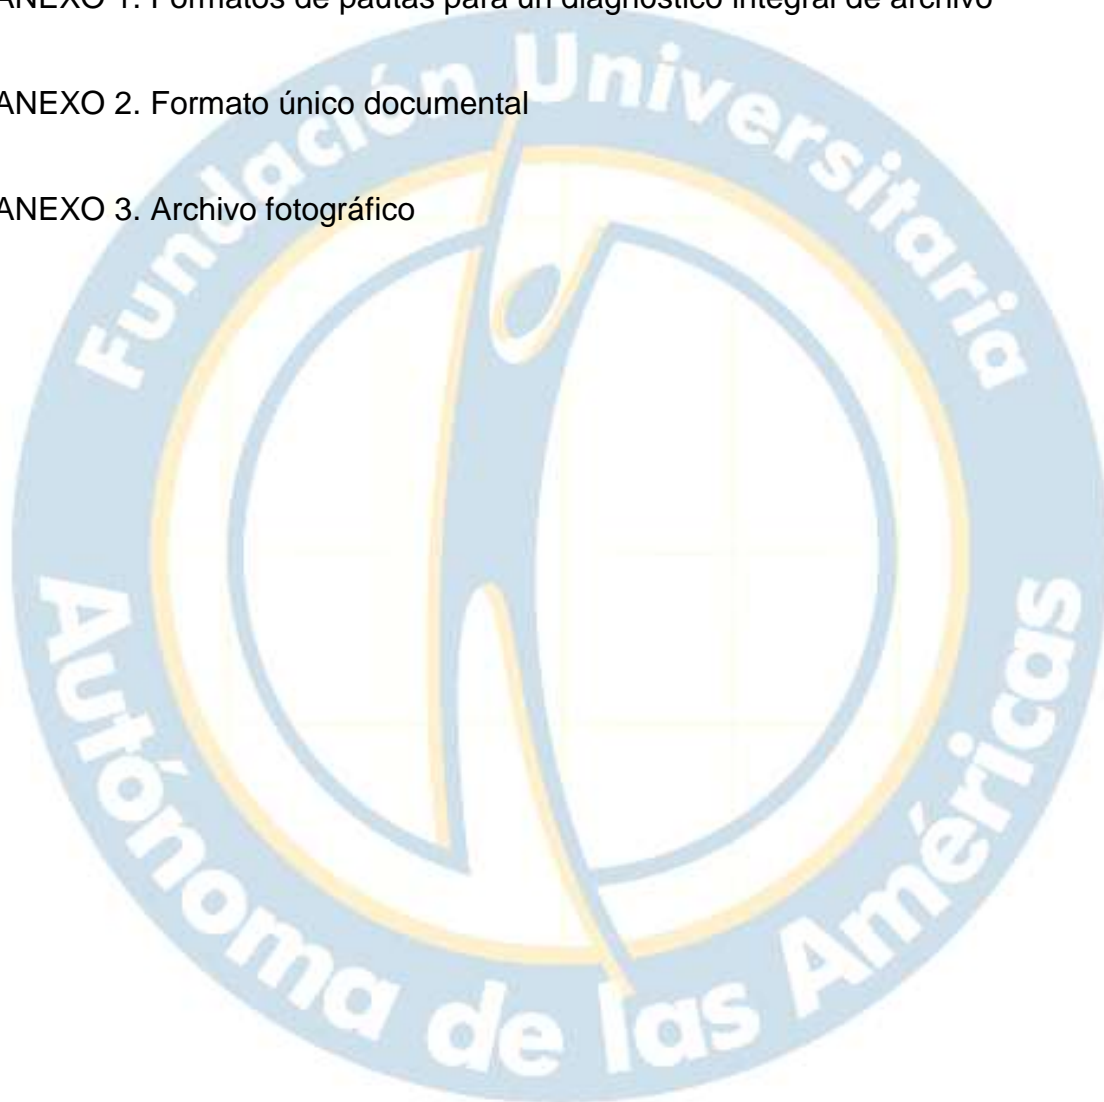 ANEXO 1. Formatos de pautas para un diagnóstico integral de archivo
ANEXO 2. Formato único documental
ANEXO 3. Archivo fotográfico
Fundación Universitaria
Autónoma de las Américas